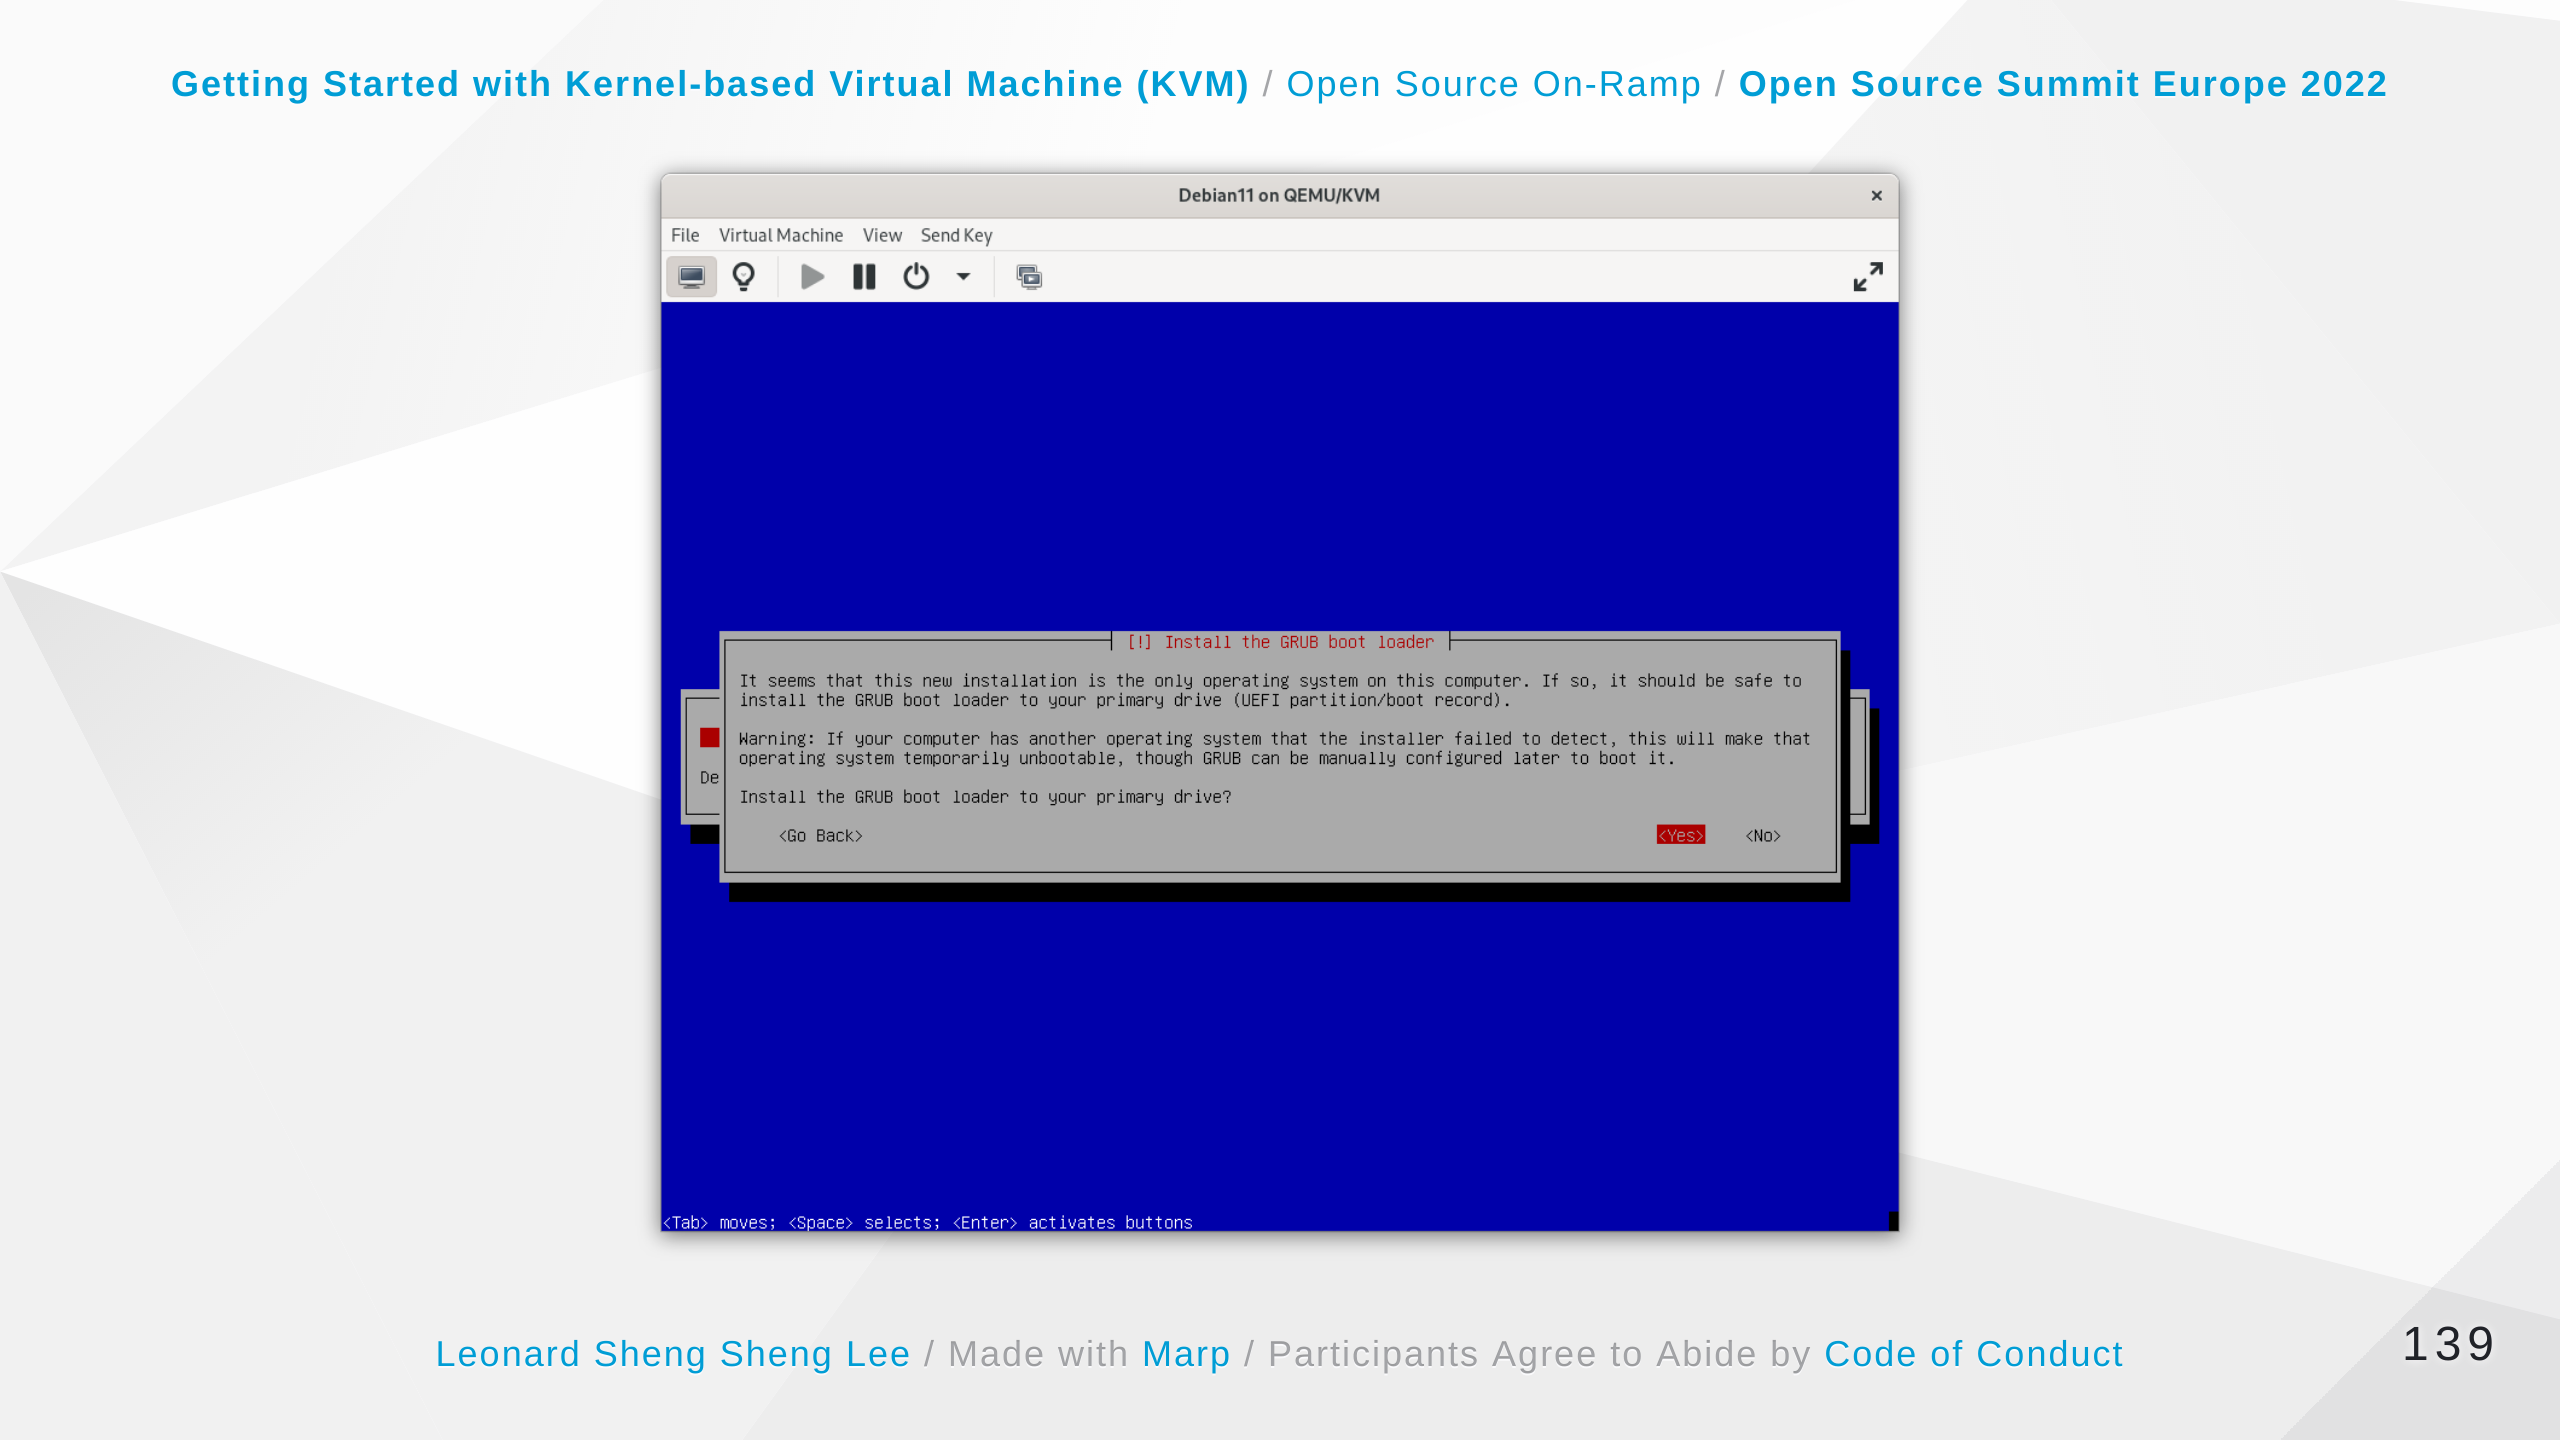 Getting Started with Kernel-based Virtual Machine (KVM) / Open Source On-Ramp / Open Source Summit Europe 2022
Debian11 on QEMU/KVM
File Virtual Machine View Send Key
[!] Install the GRUB boot loader
It seems that this new installation is the only operating system on this computer. If so, it should be safe to
install the GRUB boot loader to your primary drive (UEFI partition/boot record).
Warning: If your computer has another operating system that the installer failed to detect, this will make that
operating system temporarily unbootable, though GRUB can be manually configured later to boot it.
De
Install the GRUB boot loader to your primary drive?
<Go Back> <Yes> <No>
<Tab> moves; <Space> selects; <Enter> activates buttons
Leonard Sheng Sheng Lee / Made with Marp / Participants Agree to Abide by Code of Conduct
139